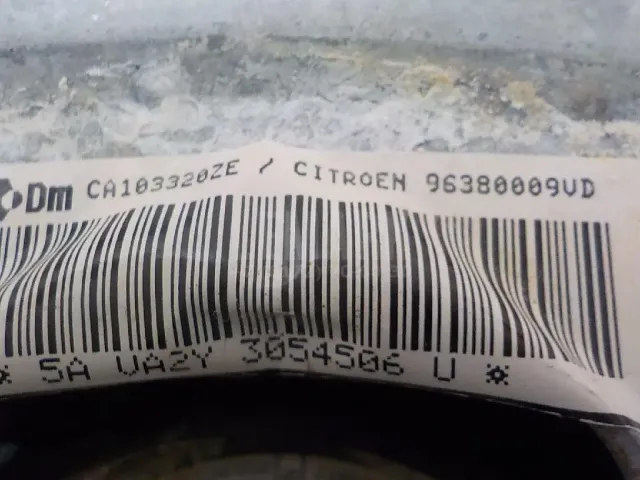 Dm CA103320ZE / CITROEN 96380009VD
* 5A VA2Y 3054506 U *